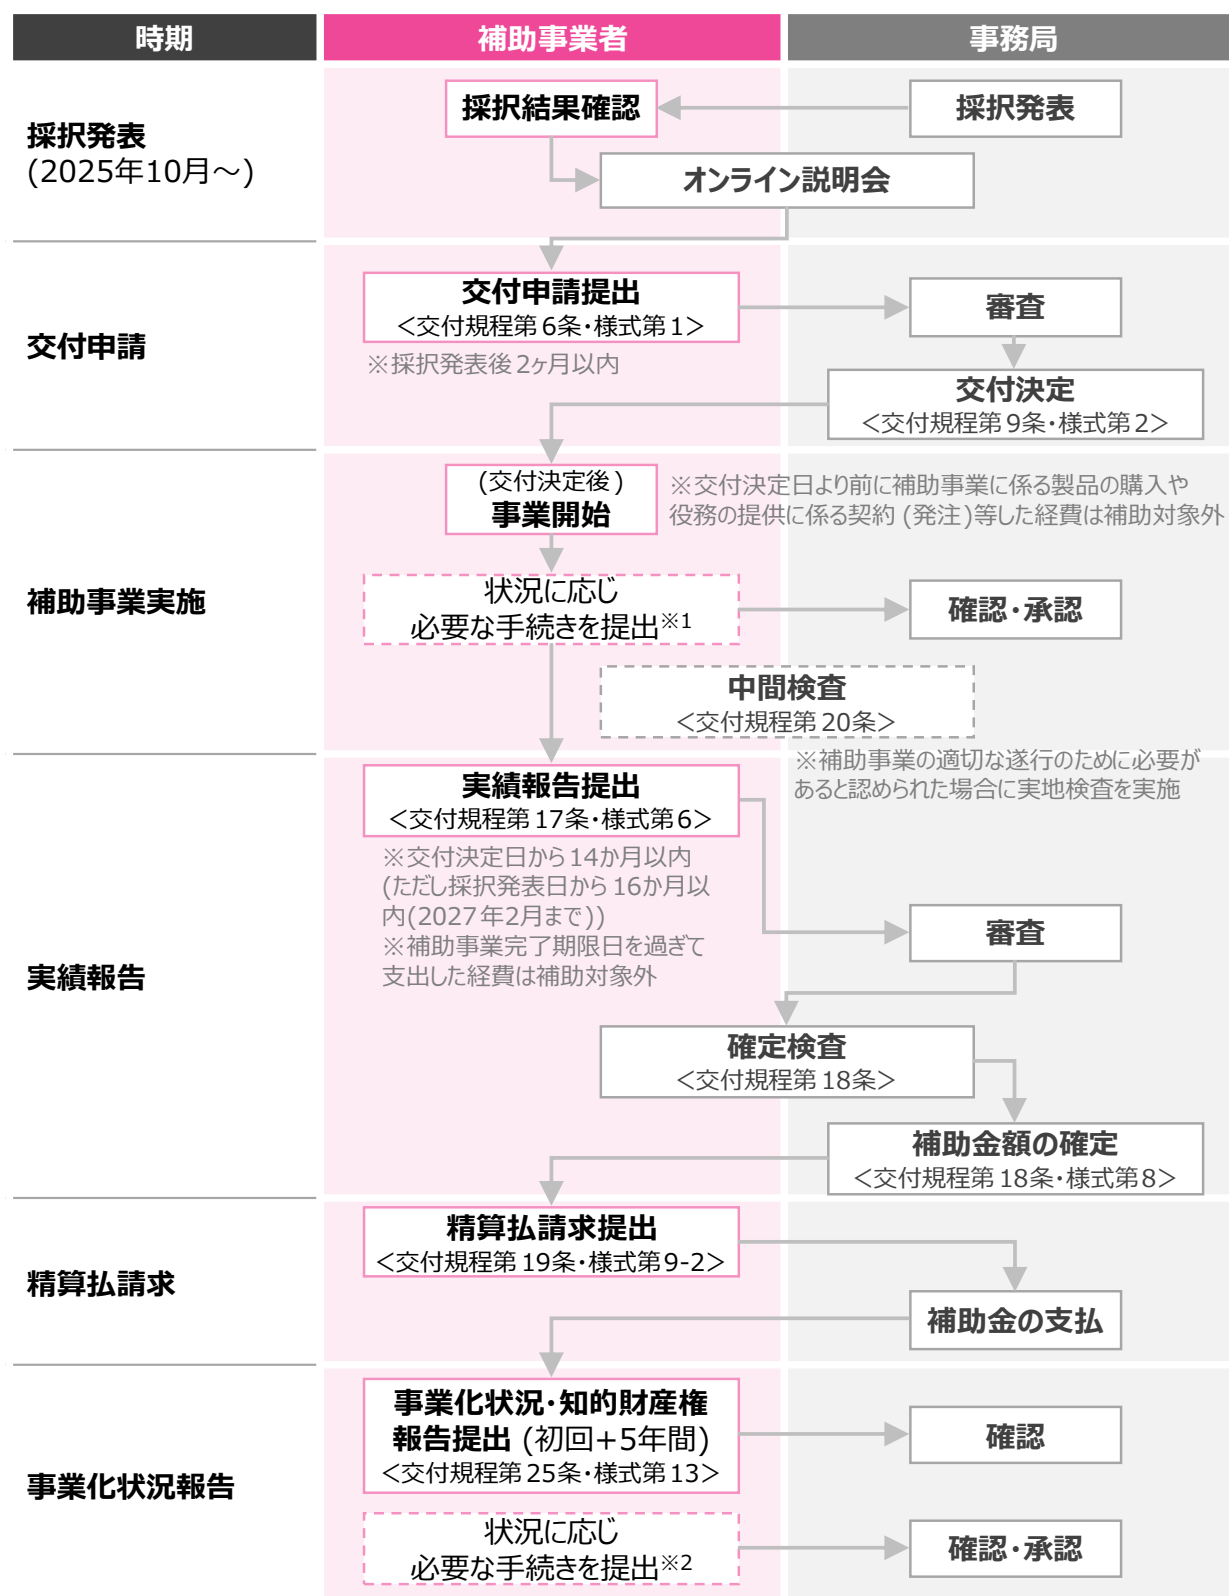 時期
補助事業者
事務局
採択発表
(2025年10月～)
採択結果確認
採択発表
オンライン説明会
交付申請
交付申請提出
<交付規程第6条・様式第1>
※採択発表後2ヶ月以内
審査
交付決定
<交付規程第9条・様式第2>
補助事業実施
(交付決定後)
事業開始
※交付決定日より前に補助事業に係る製品の購入や
役務の提供に係る契約(発注)等した経費は補助対象外
状況に応じ
必要な手続きを提出※1
確認・承認
中間検査
<交付規程第20条>
※補助事業の適切な遂行のために必要が
あると認められた場合に実地検査を実施
実績報告
実績報告提出
<交付規程第17条・様式第6>
※交付決定日から14か月以内
(ただし採択発表日から16か月以
内(2027年2月まで))
※補助事業完了期限日を過ぎて
支出した経費は補助対象外
審査
確定検査
<交付規程第18条>
補助金額の確定
<交付規程第18条・様式第8>
精算払請求
精算払請求提出
<交付規程第19条・様式第9-2>
補助金の支払
事業化状況報告
事業化状況・知的財産権
報告提出 (初回+5年間)
<交付規程第25条・様式第13>
確認
状況に応じ
必要な手続きを提出※2
確認・承認